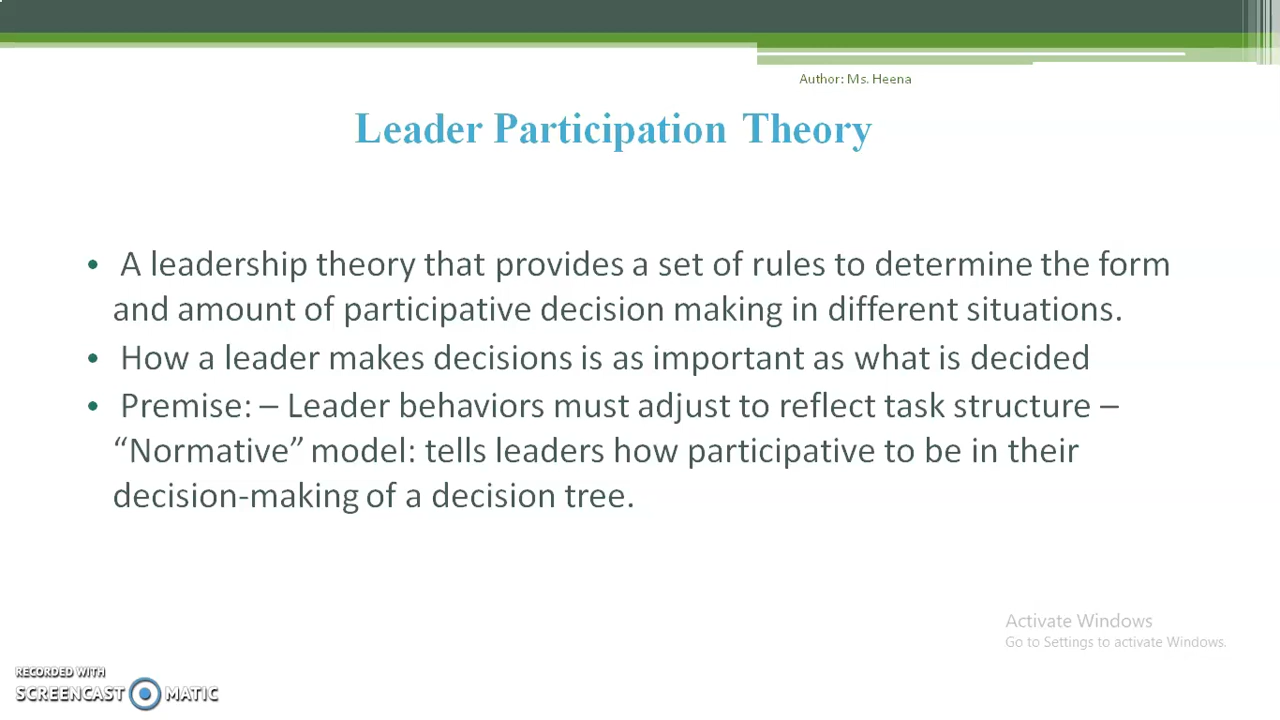 Author: Ms. Heena
Leader Participation Theory
• A leadership theory that provides a set of rules to determine the form
and amount of participative decision making in different situations.
• How a leader makes decisions is as important as what is decided
• Premise: – Leader behaviors must adjust to reflect task structure –
“Normative” model: tells leaders how participative to be in their
decision-making of a decision tree.
Activate Windows
Go to Settings to activate Windows.
RECORDED WITH
SCREENCAST MATIC